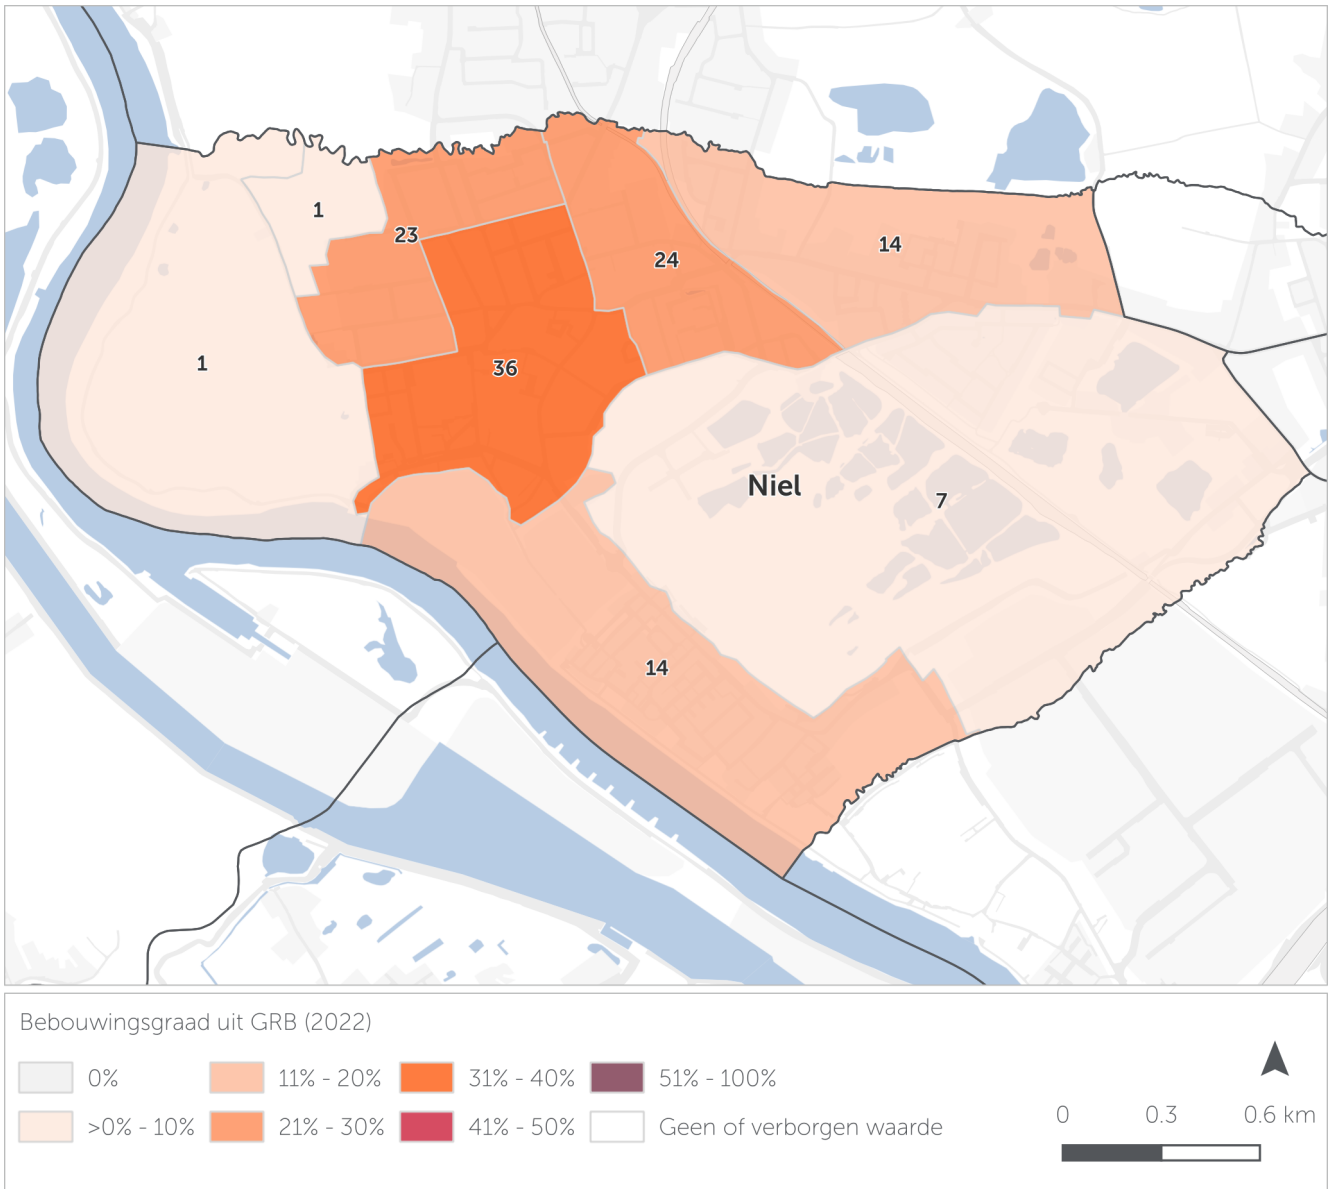 1
23
24
14
1
36
Niel
7
14
Bebouwingsgraad uit GRB (2022)
0%
11% - 20%
31% - 40%
51% - 100%
>0% - 10%
21% - 30%
41% - 50%
Geen of verborgen waarde
0 0.3 0.6 km